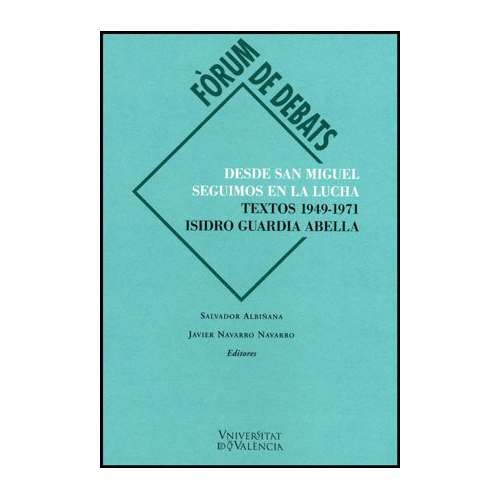 FÒRUM
DE DEBATS
DESDE SAN MIGUEL
SEGUIMOS EN LA LUCHA
TEXTOS 1949-1971
ISIDRO GUARDIA ABELLA
SALVADOR ALBIÑANA
JAVIER NAVARRO NAVARRO
Editores
VNIVERSITAT
ID Q VALÈNCIA